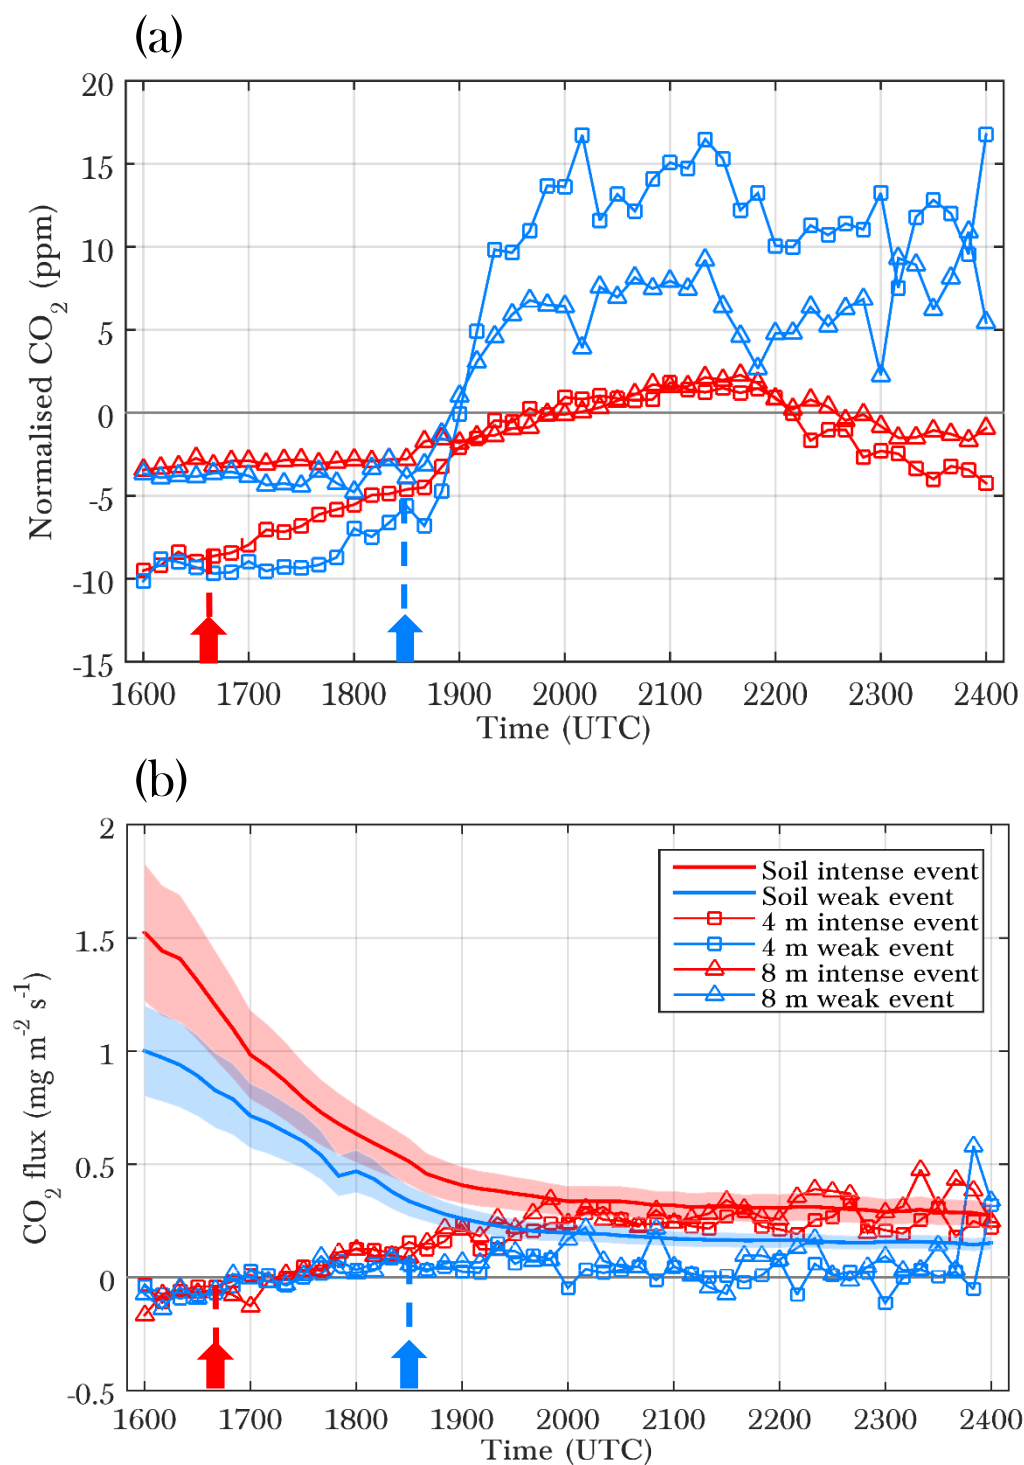 (a)
Normalised CO2 (ppm)
20
15
10
5
0
-5
-10
-15
1600 1700 1800 1900 2000 2100 2200 2300 2400
Time (UTC)
(b)
CO2 flux (mg m-2 s-1)
2
1.5
1
0.5
0
-0.5
Soil intense event
Soil weak event
4 m intense event
4 m weak event
8 m intense event
8 m weak event
1600 1700 1800 1900 2000 2100 2200 2300 2400
Time (UTC)